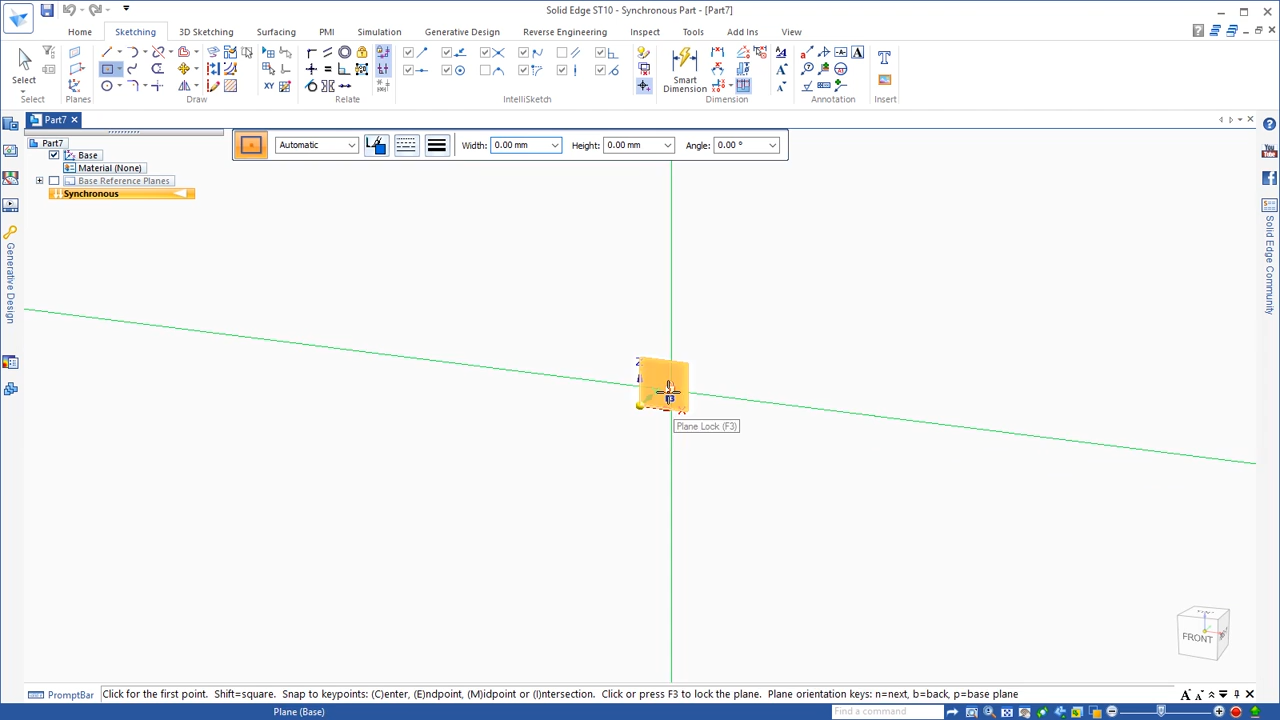 Solid Edge ST10 - Synchronous Part - [Part7]
Home
Sketching
3D Sketching
Surfacing
PMI
Simulation
Generative Design
Reverse Engineering
Inspect
Tools
Add Ins
View
Select
Smart
Dimension
Select
Planes
Draw
Relate
IntelliSketch
Dimension
Annotation
Insert
Part7
Part7
Base
Material (None)
Base Reference Planes
Synchronous
Automatic
Width: 0.00 mm
Height: 0.00 mm
Angle: 0.00 °
Generative Design
You Tube
Solid Edge Community
Z
Plane Lock (F3)
FRONT
PromptBar
Click for the first point. Shift=square. Snap to keypoints: (C)enter, (E)ndpoint, (M)idpoint or (I)ntersection. Click or press F3 to lock the plane. Plane orientation keys: n=next, b=back, p=base plane
Plane (Base)
Find a command